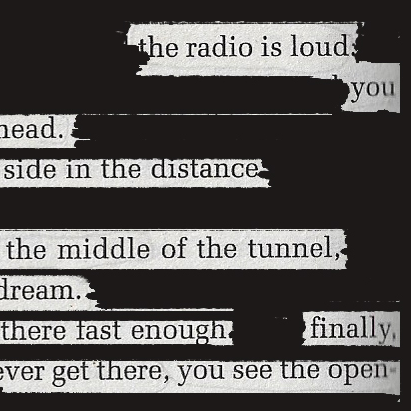 the radio is loud
you
head.
side in the distance
the middle of the tunnel,
dream.
there fast enough finally,
ever get there, you see the open-